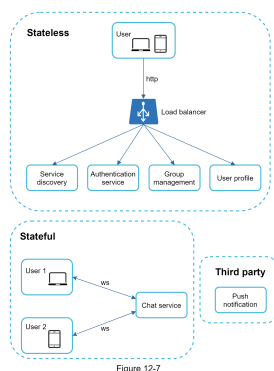 Stateless
User
http
Load balancer
Service
discovery
Authentication
service
Group
management
User profile
Stateful
User 1
ws
Chat service
User 2
ws
Third party
Push
notification
Figure 12-7